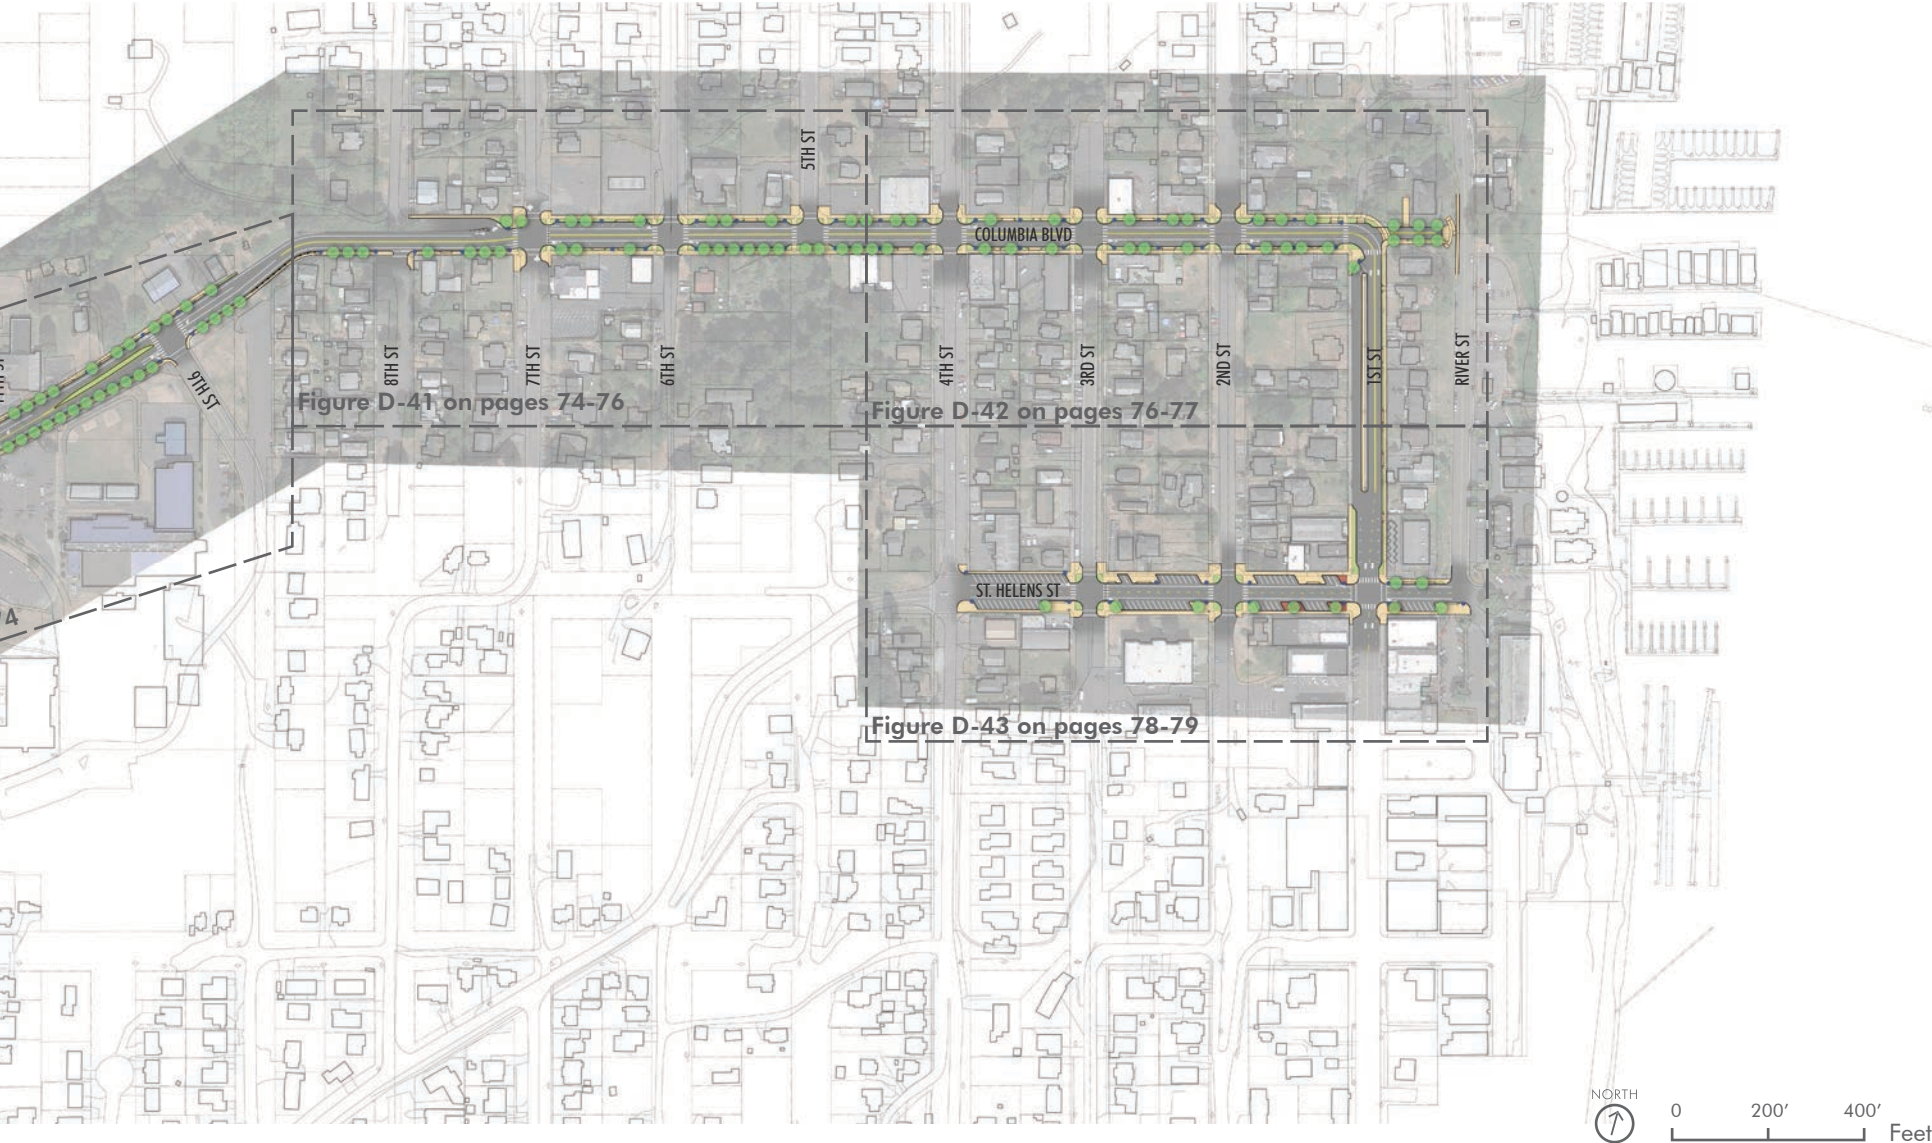 5TH ST
COLUMBIA BLVD
9TH ST
8TH ST
7TH ST
6TH ST
4TH ST
3RD ST
2ND ST
1ST ST
RIVER ST
Figure D-41 on pages 74-76
Figure D-42 on pages 76-77
ST. HELENS ST
Figure D-43 on pages 78-79
NORTH
0 200' 400'
Feet